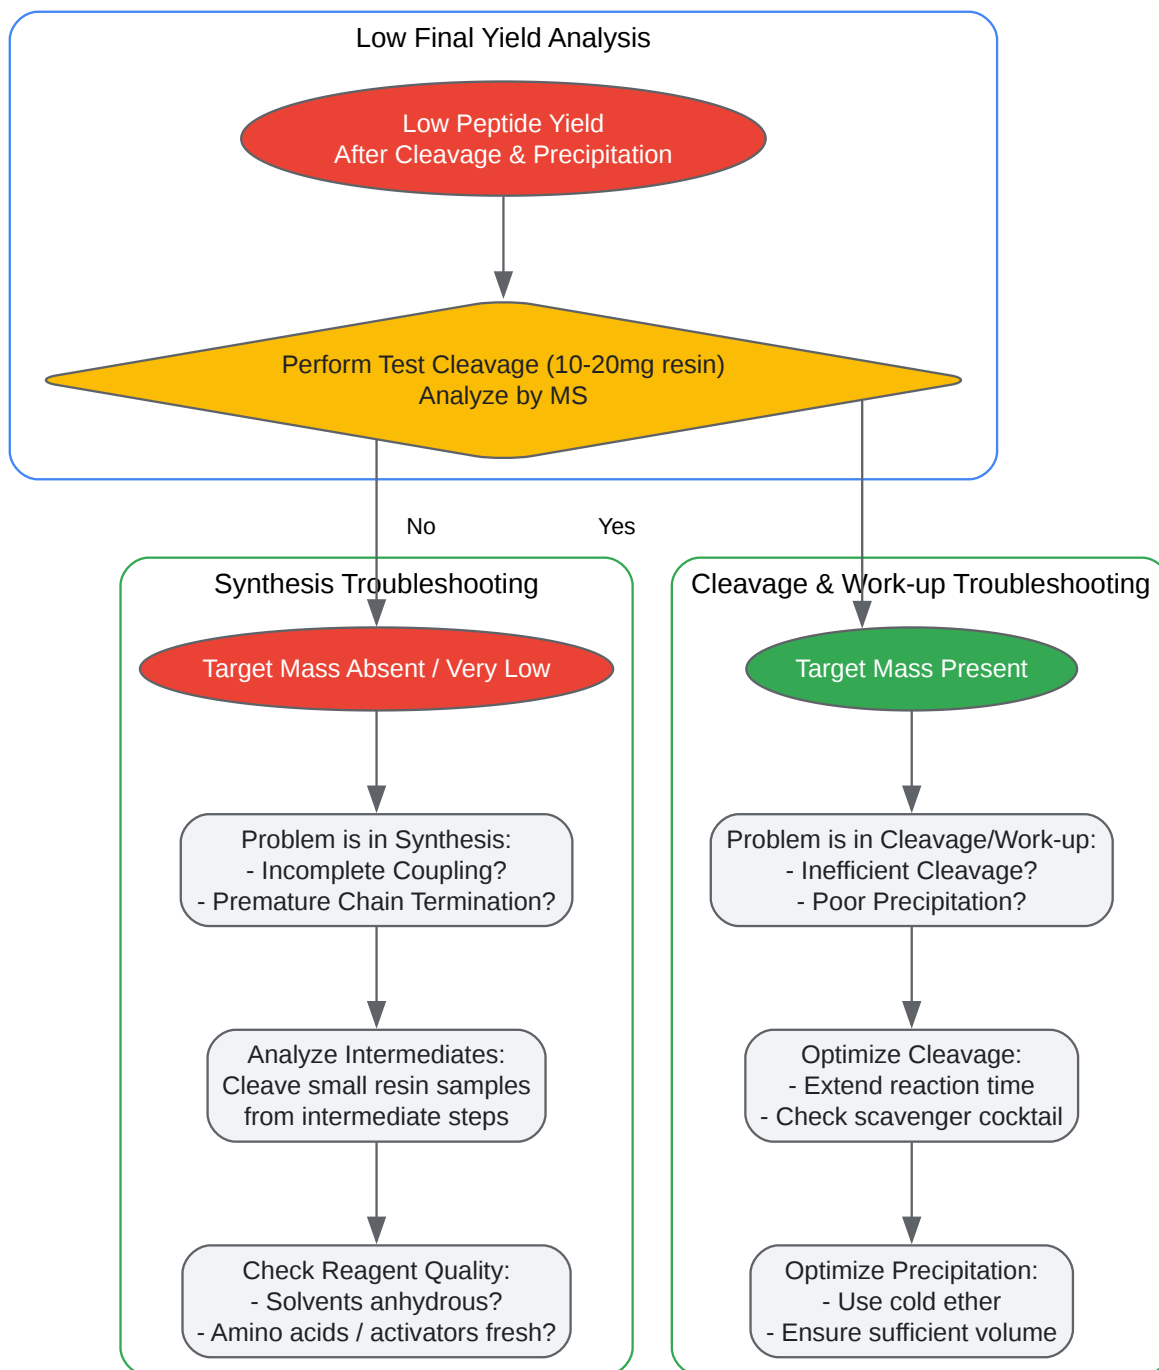 Low Final Yield Analysis
Low Peptide Yield
After Cleavage & Precipitation
Perform Test Cleavage (10-20mg resin)
Analyze by MS
No
Yes
Synthesis Troubleshooting
Target Mass Absent / Very Low
Problem is in Synthesis:
- Incomplete Coupling?
- Premature Chain Termination?
Analyze Intermediates:
Cleave small resin samples
from intermediate steps
Check Reagent Quality:
- Solvents anhydrous?
- Amino acids / activators fresh?
Cleavage & Work-up Troubleshooting
Target Mass Present
Problem is in Cleavage/Work-up:
- Inefficient Cleavage?
- Poor Precipitation?
Optimize Cleavage:
- Extend reaction time
- Check scavenger cocktail
Optimize Precipitation:
- Use cold ether
- Ensure sufficient volume